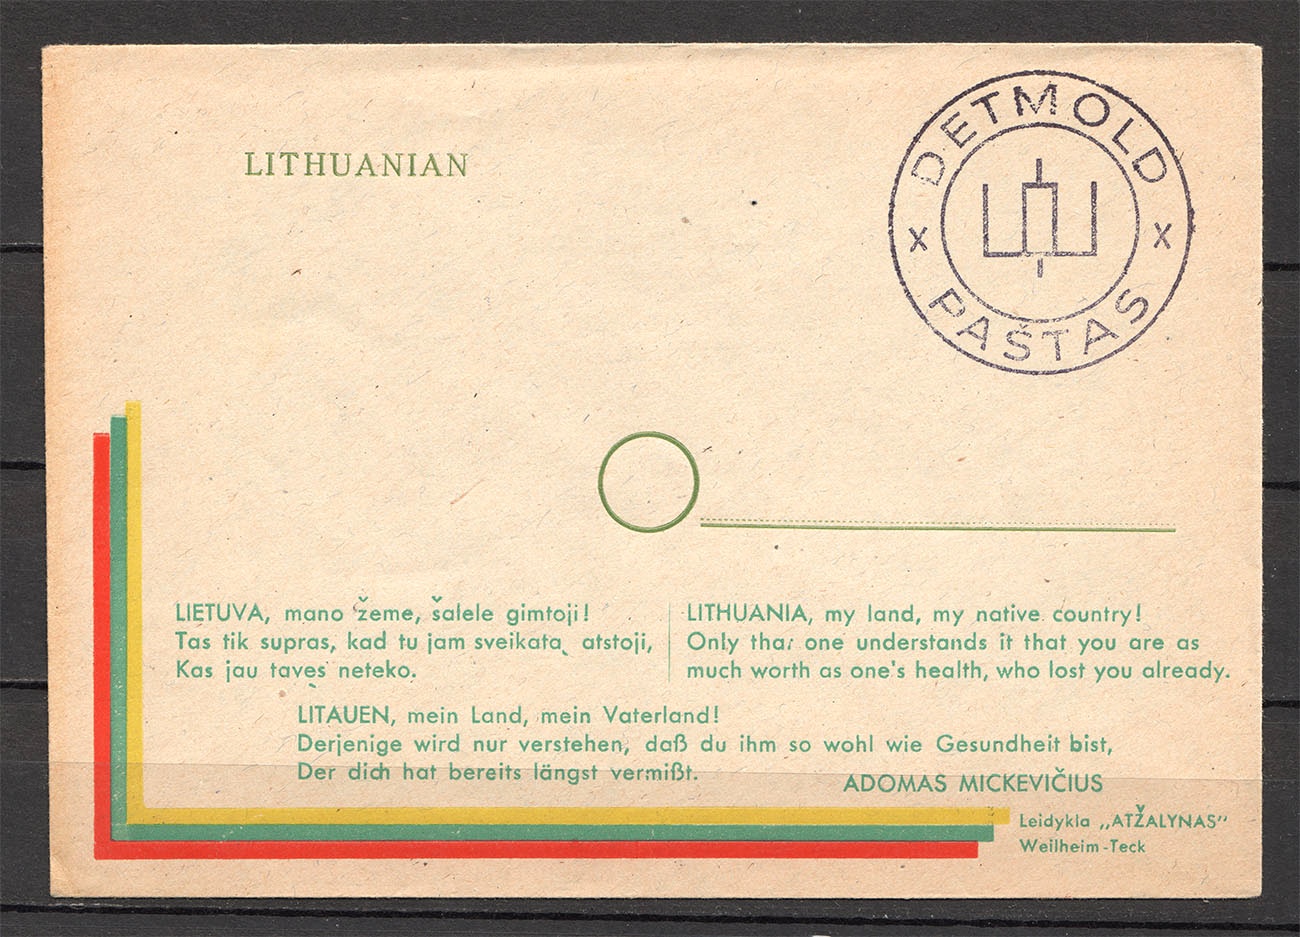 LITHUANIAN
x DETMOLD x
PAŠTAS
LIETUVA, mano žeme, šalele gimtoji!
Tas tik supras, kad tu jam sveikatą atstoji,
Kas jau tavęs neteko.
LITHUANIA, my land, my native country!
Only that one understands it that you are as
much worth as one's health, who lost you already.
LITAUEN, mein Land, mein Vaterland!
Derjenige wird nur verstehen, daß du ihm so wohl wie Gesundheit bist,
Der dich hat bereits längst vermißt.
ADOMAS MICKEVIČIUS
Leidykla „ATŽALYNAS"
Weilheim-Teck